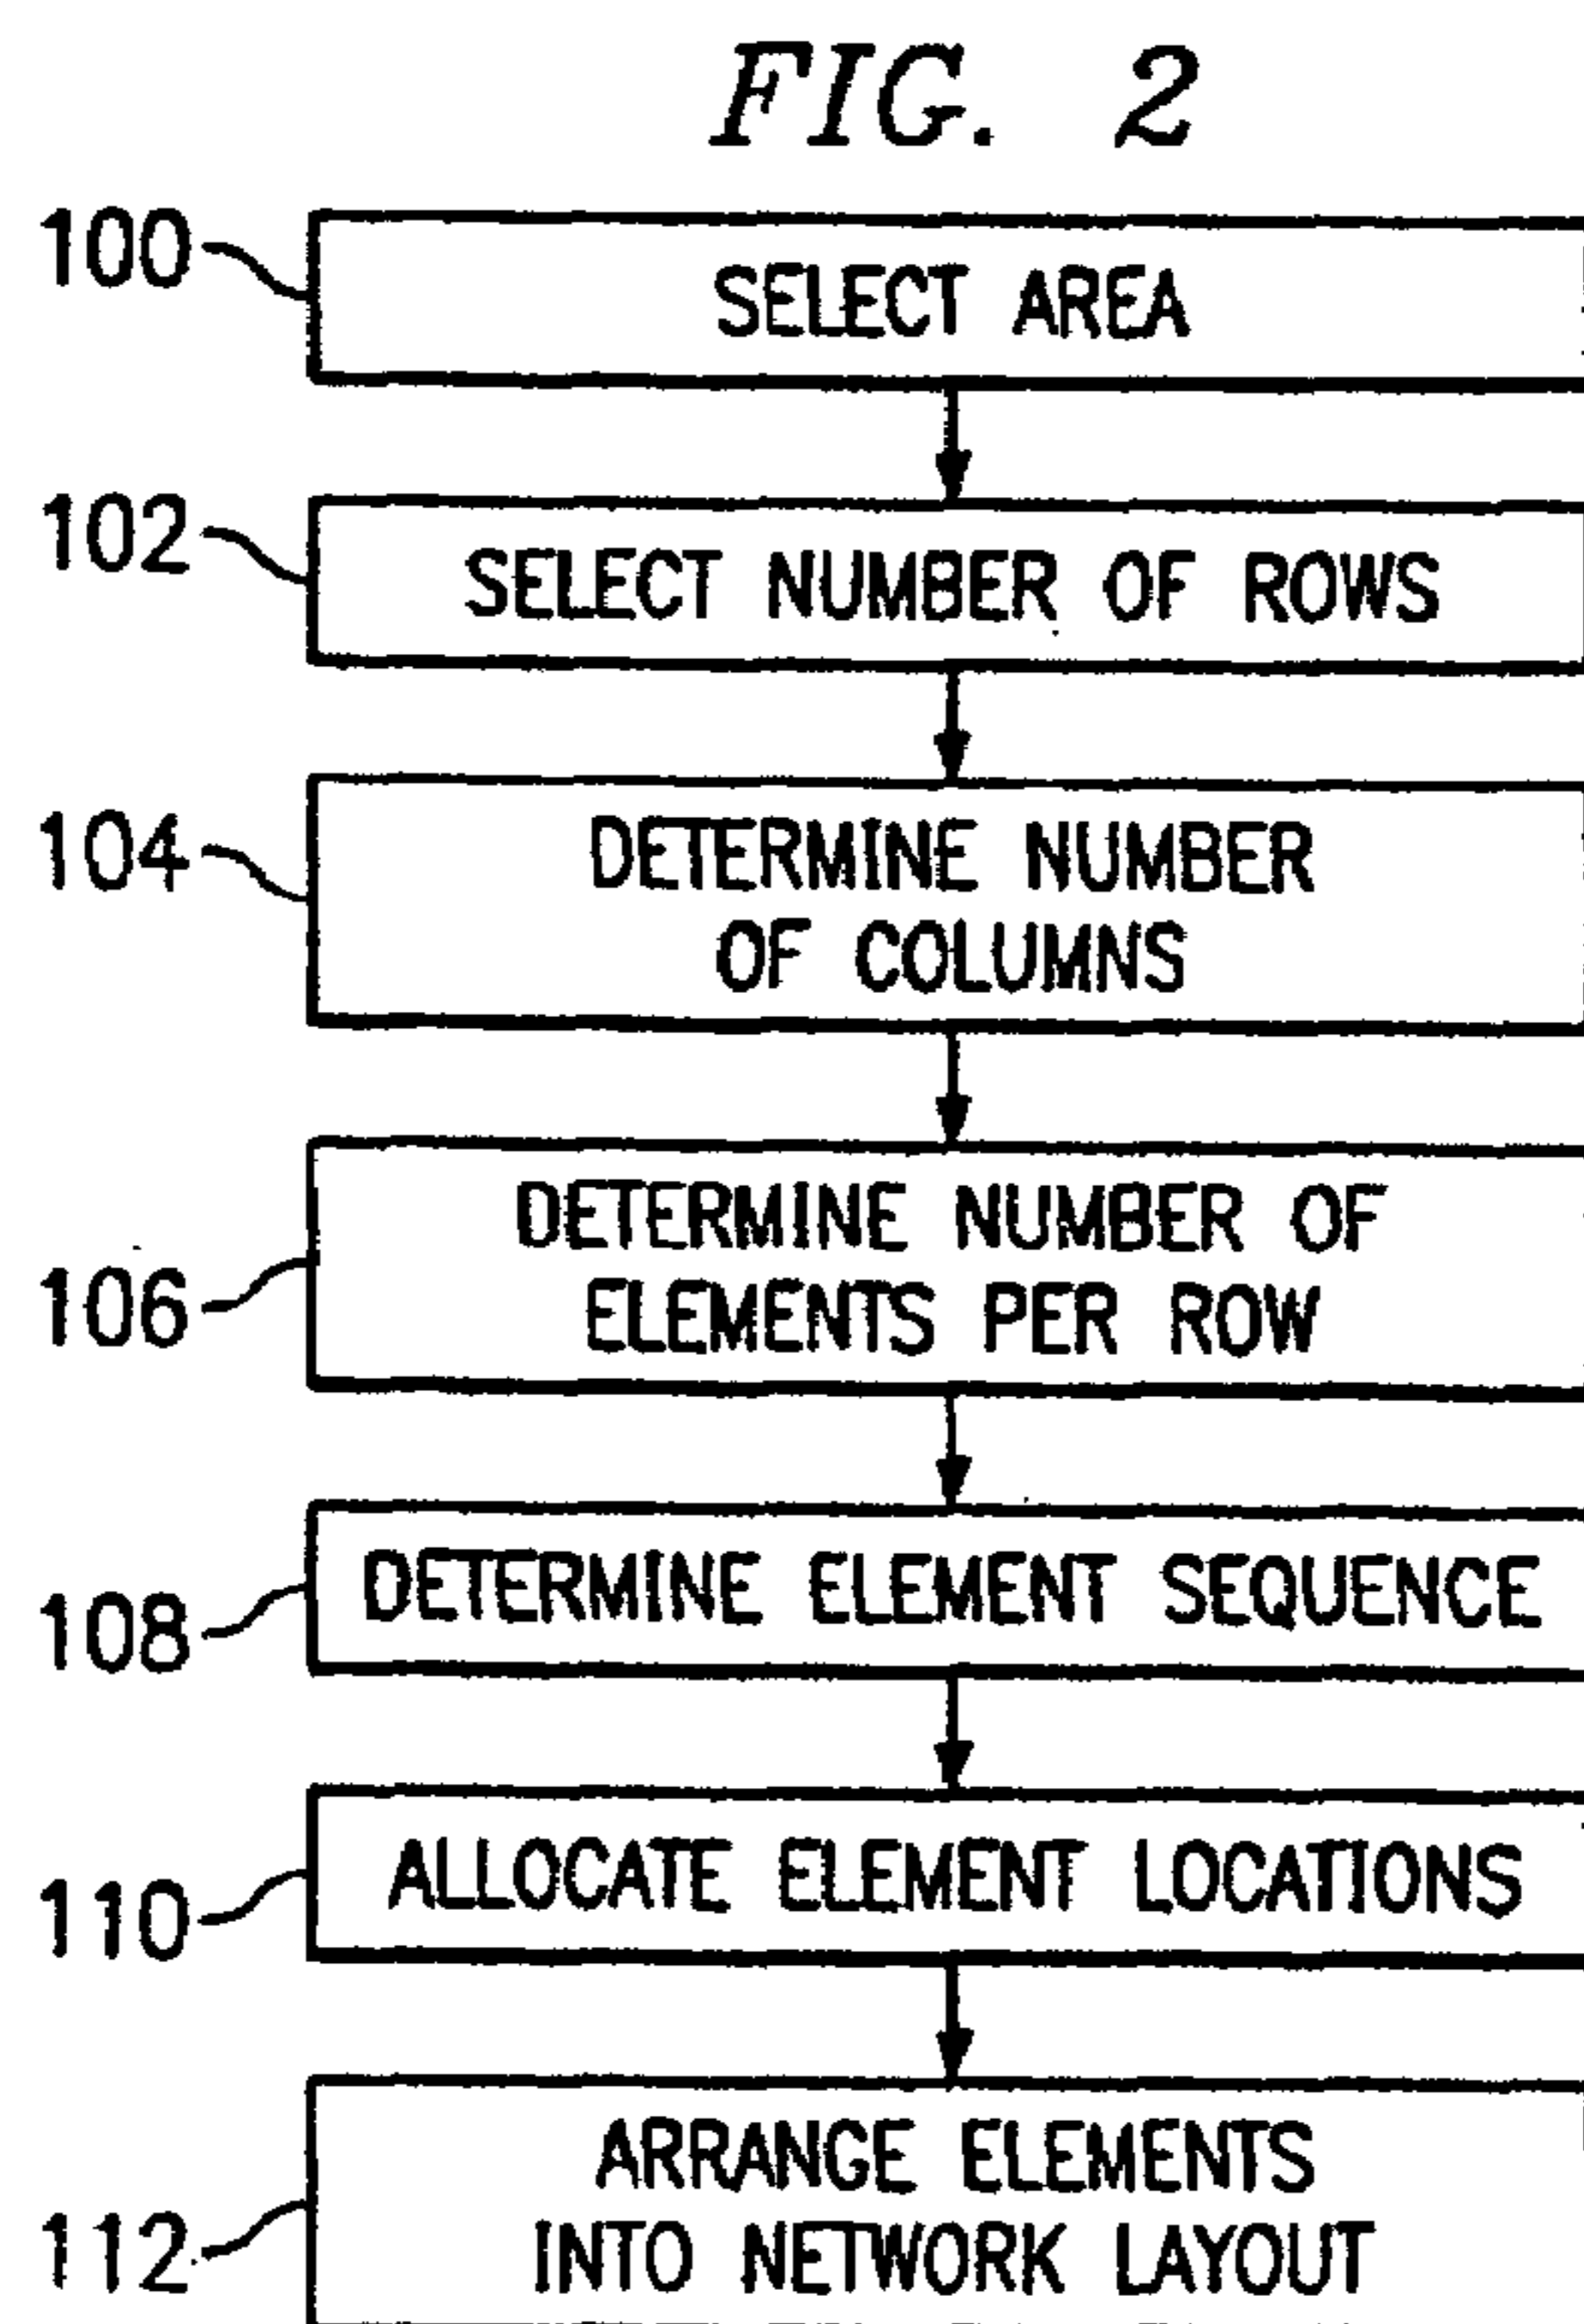 FIG. 2
100
SELECT AREA
102
SELECT NUMBER OF ROWS
104
DETERMINE NUMBER
OF COLUMNS
106
DETERMINE NUMBER OF
ELEMENTS PER ROW
108
DETERMINE ELEMENT SEQUENCE
110
ALLOCATE ELEMENT LOCATIONS
112
ARRANGE ELEMENTS
INTO NETWORK LAYOUT